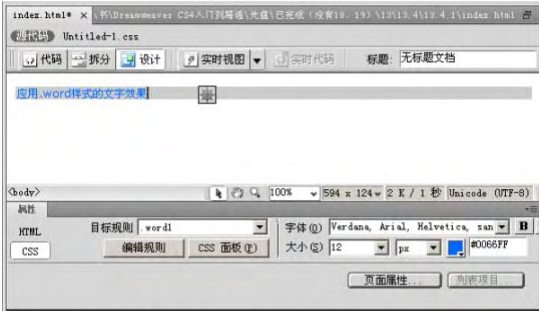 index.html* × \书\Dreamweaver CS4入门到精通\光盘\已完成(没有18、19)\13\13.4\13.4.1\index.html
源代码 Untitled-1.css
代码 拆分 设计 实时视图 实时代码 标题: 无标题文档
应用.word样式的文字效果
<body> 100% 594 x 124 2 K / 1 秒 Unicode (UTF-8)
属性
HTML 目标规则 .word1 字体(O) Verdana, Arial, Helvetica, san B
CSS 编辑规则 CSS 面板(P) 大小(S) 12 px #0066FF
页面属性... 列表项目...